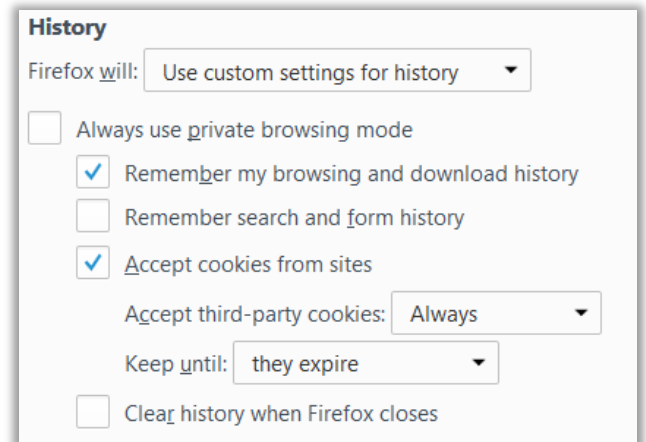 History
Firefox will: Use custom settings for history
Always use private browsing mode
Remember my browsing and download history
Remember search and form history
Accept cookies from sites
Accept third-party cookies: Always
Keep until: they expire
Clear history when Firefox closes